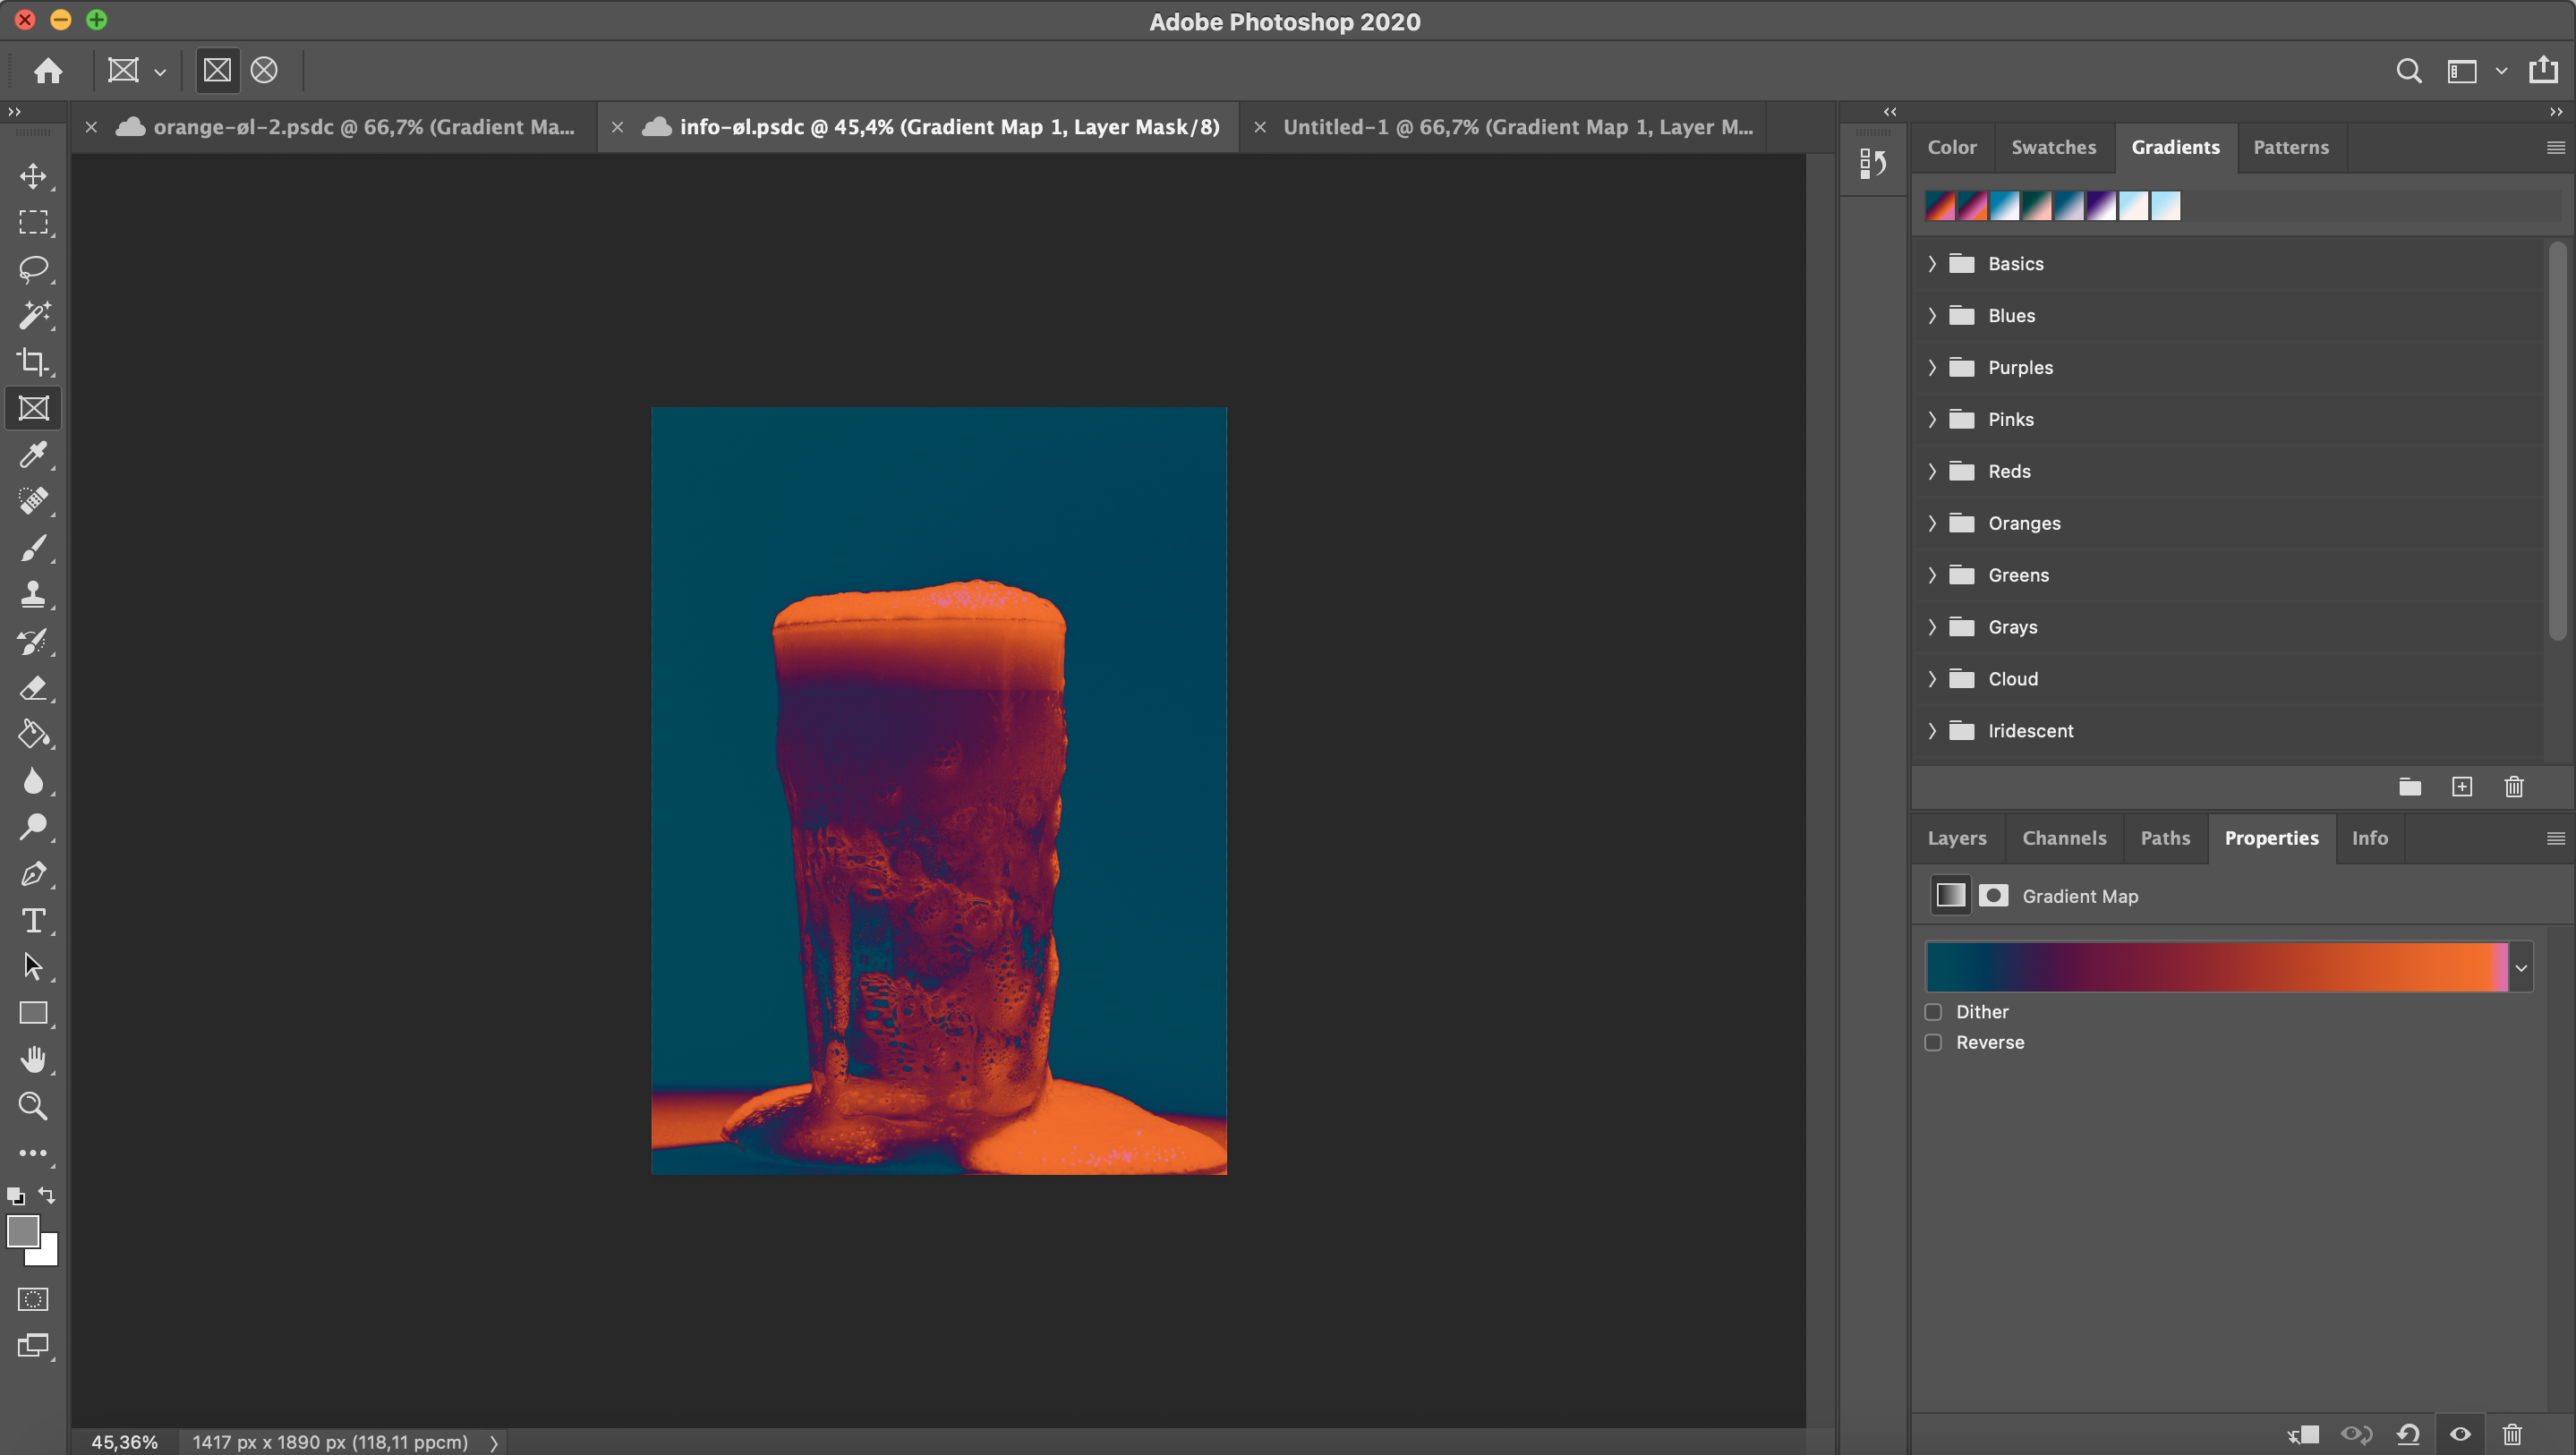 Adobe Photoshop 2020
orange-øl-2.psdc @ 66,7% (Gradient Ma...
info-øl.psdc @ 45,4% (Gradient Map 1, Layer Mask/8)
Untitled-1 @ 66,7% (Gradient Map 1, Layer M...
Color
Swatches
Gradients
Patterns
Basics
Blues
Purples
Pinks
Reds
Oranges
Greens
Grays
Cloud
Iridescent
Layers
Channels
Paths
Properties
Info
Gradient Map
Dither
Reverse
45,36%
1417 px x 1890 px (118,11 ppcm)